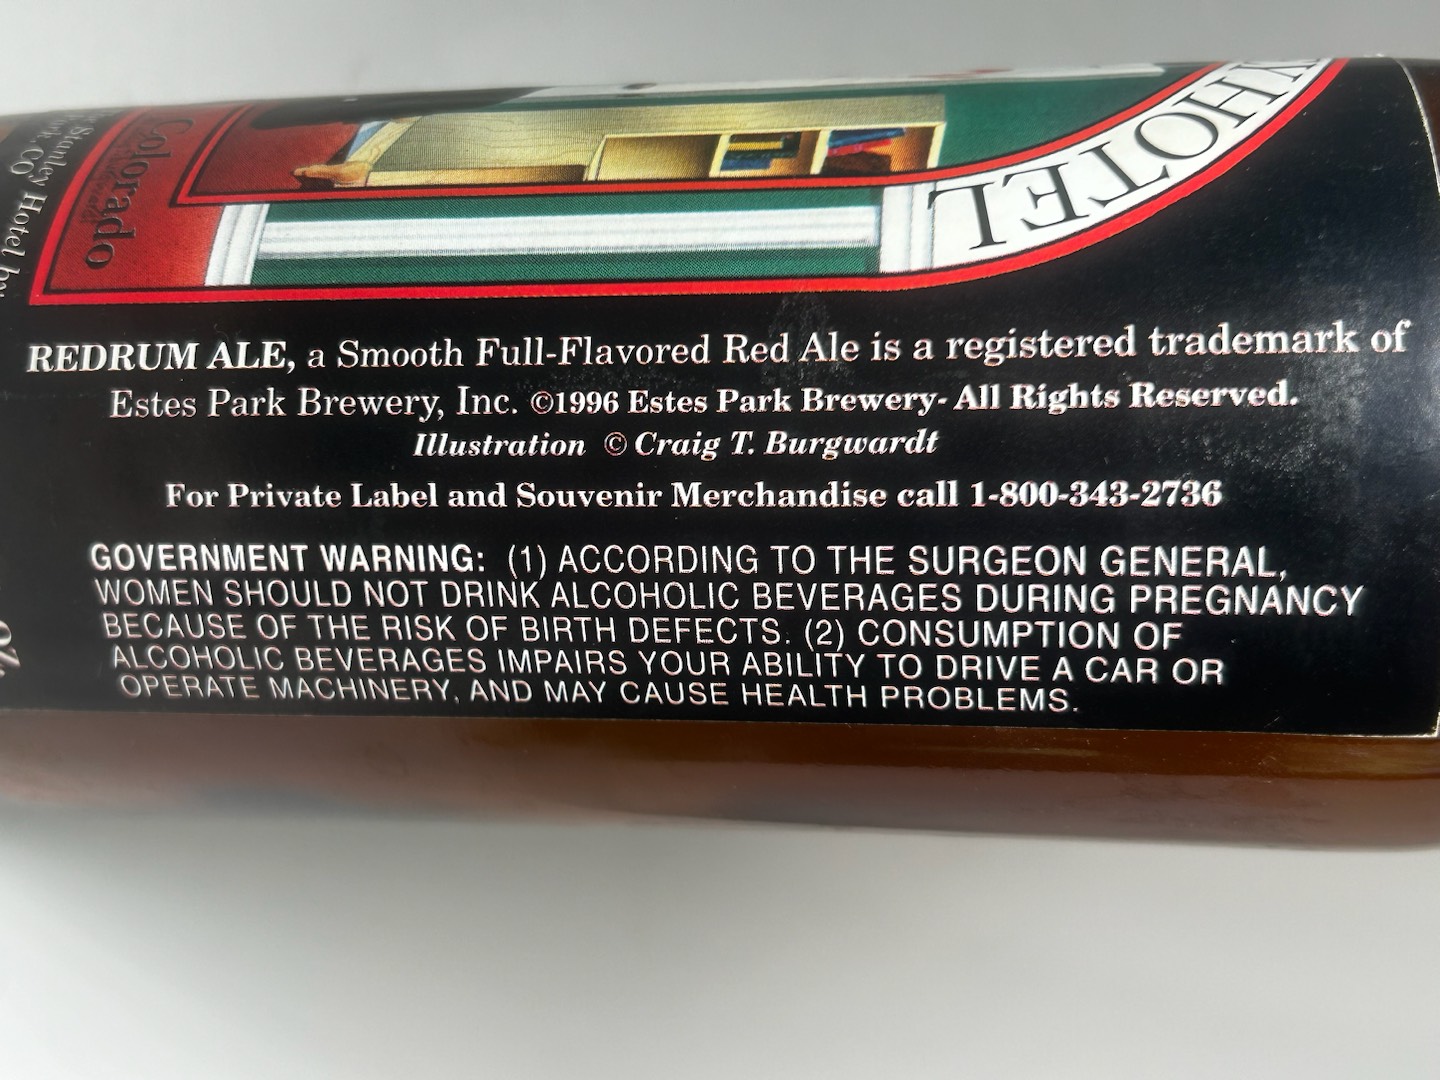 HOTEL
Colorado
Stanley Hotel
CO
REDRUM ALE, a Smooth Full-Flavored Red Ale is a registered trademark of
Estes Park Brewery, Inc. ©1996 Estes Park Brewery- All Rights Reserved.
Illustration © Craig T. Burgwardt
For Private Label and Souvenir Merchandise call 1-800-343-2736
GOVERNMENT WARNING: (1) ACCORDING TO THE SURGEON GENERAL,
WOMEN SHOULD NOT DRINK ALCOHOLIC BEVERAGES DURING PREGNANCY
BECAUSE OF THE RISK OF BIRTH DEFECTS. (2) CONSUMPTION OF
ALCOHOLIC BEVERAGES IMPAIRS YOUR ABILITY TO DRIVE A CAR OR
OPERATE MACHINERY, AND MAY CAUSE HEALTH PROBLEMS.